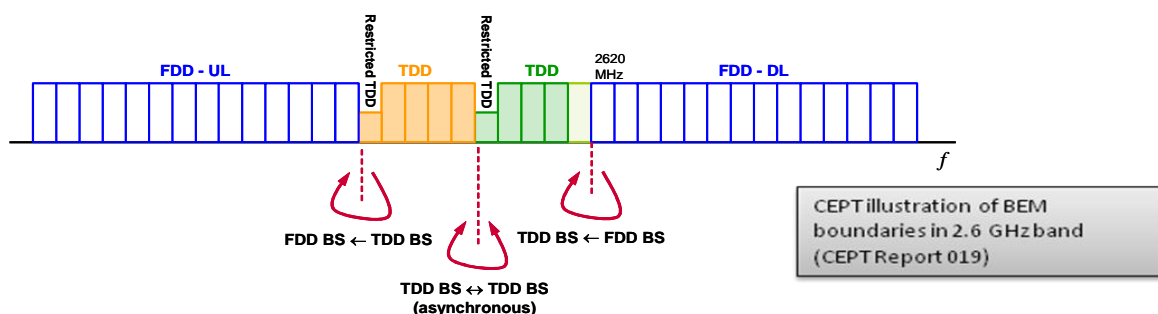 FDD - UL
Restricted TDD
TDD
Restricted TDD
TDD
2620
MHz
FDD - DL
f
FDD BS ← TDD BS
TDD BS ← FDD BS
TDD BS ↔ TDD BS
(asynchronous)
CEPT illustration of BEM
boundaries in 2.6 GHz band
(CEPT Report 019)